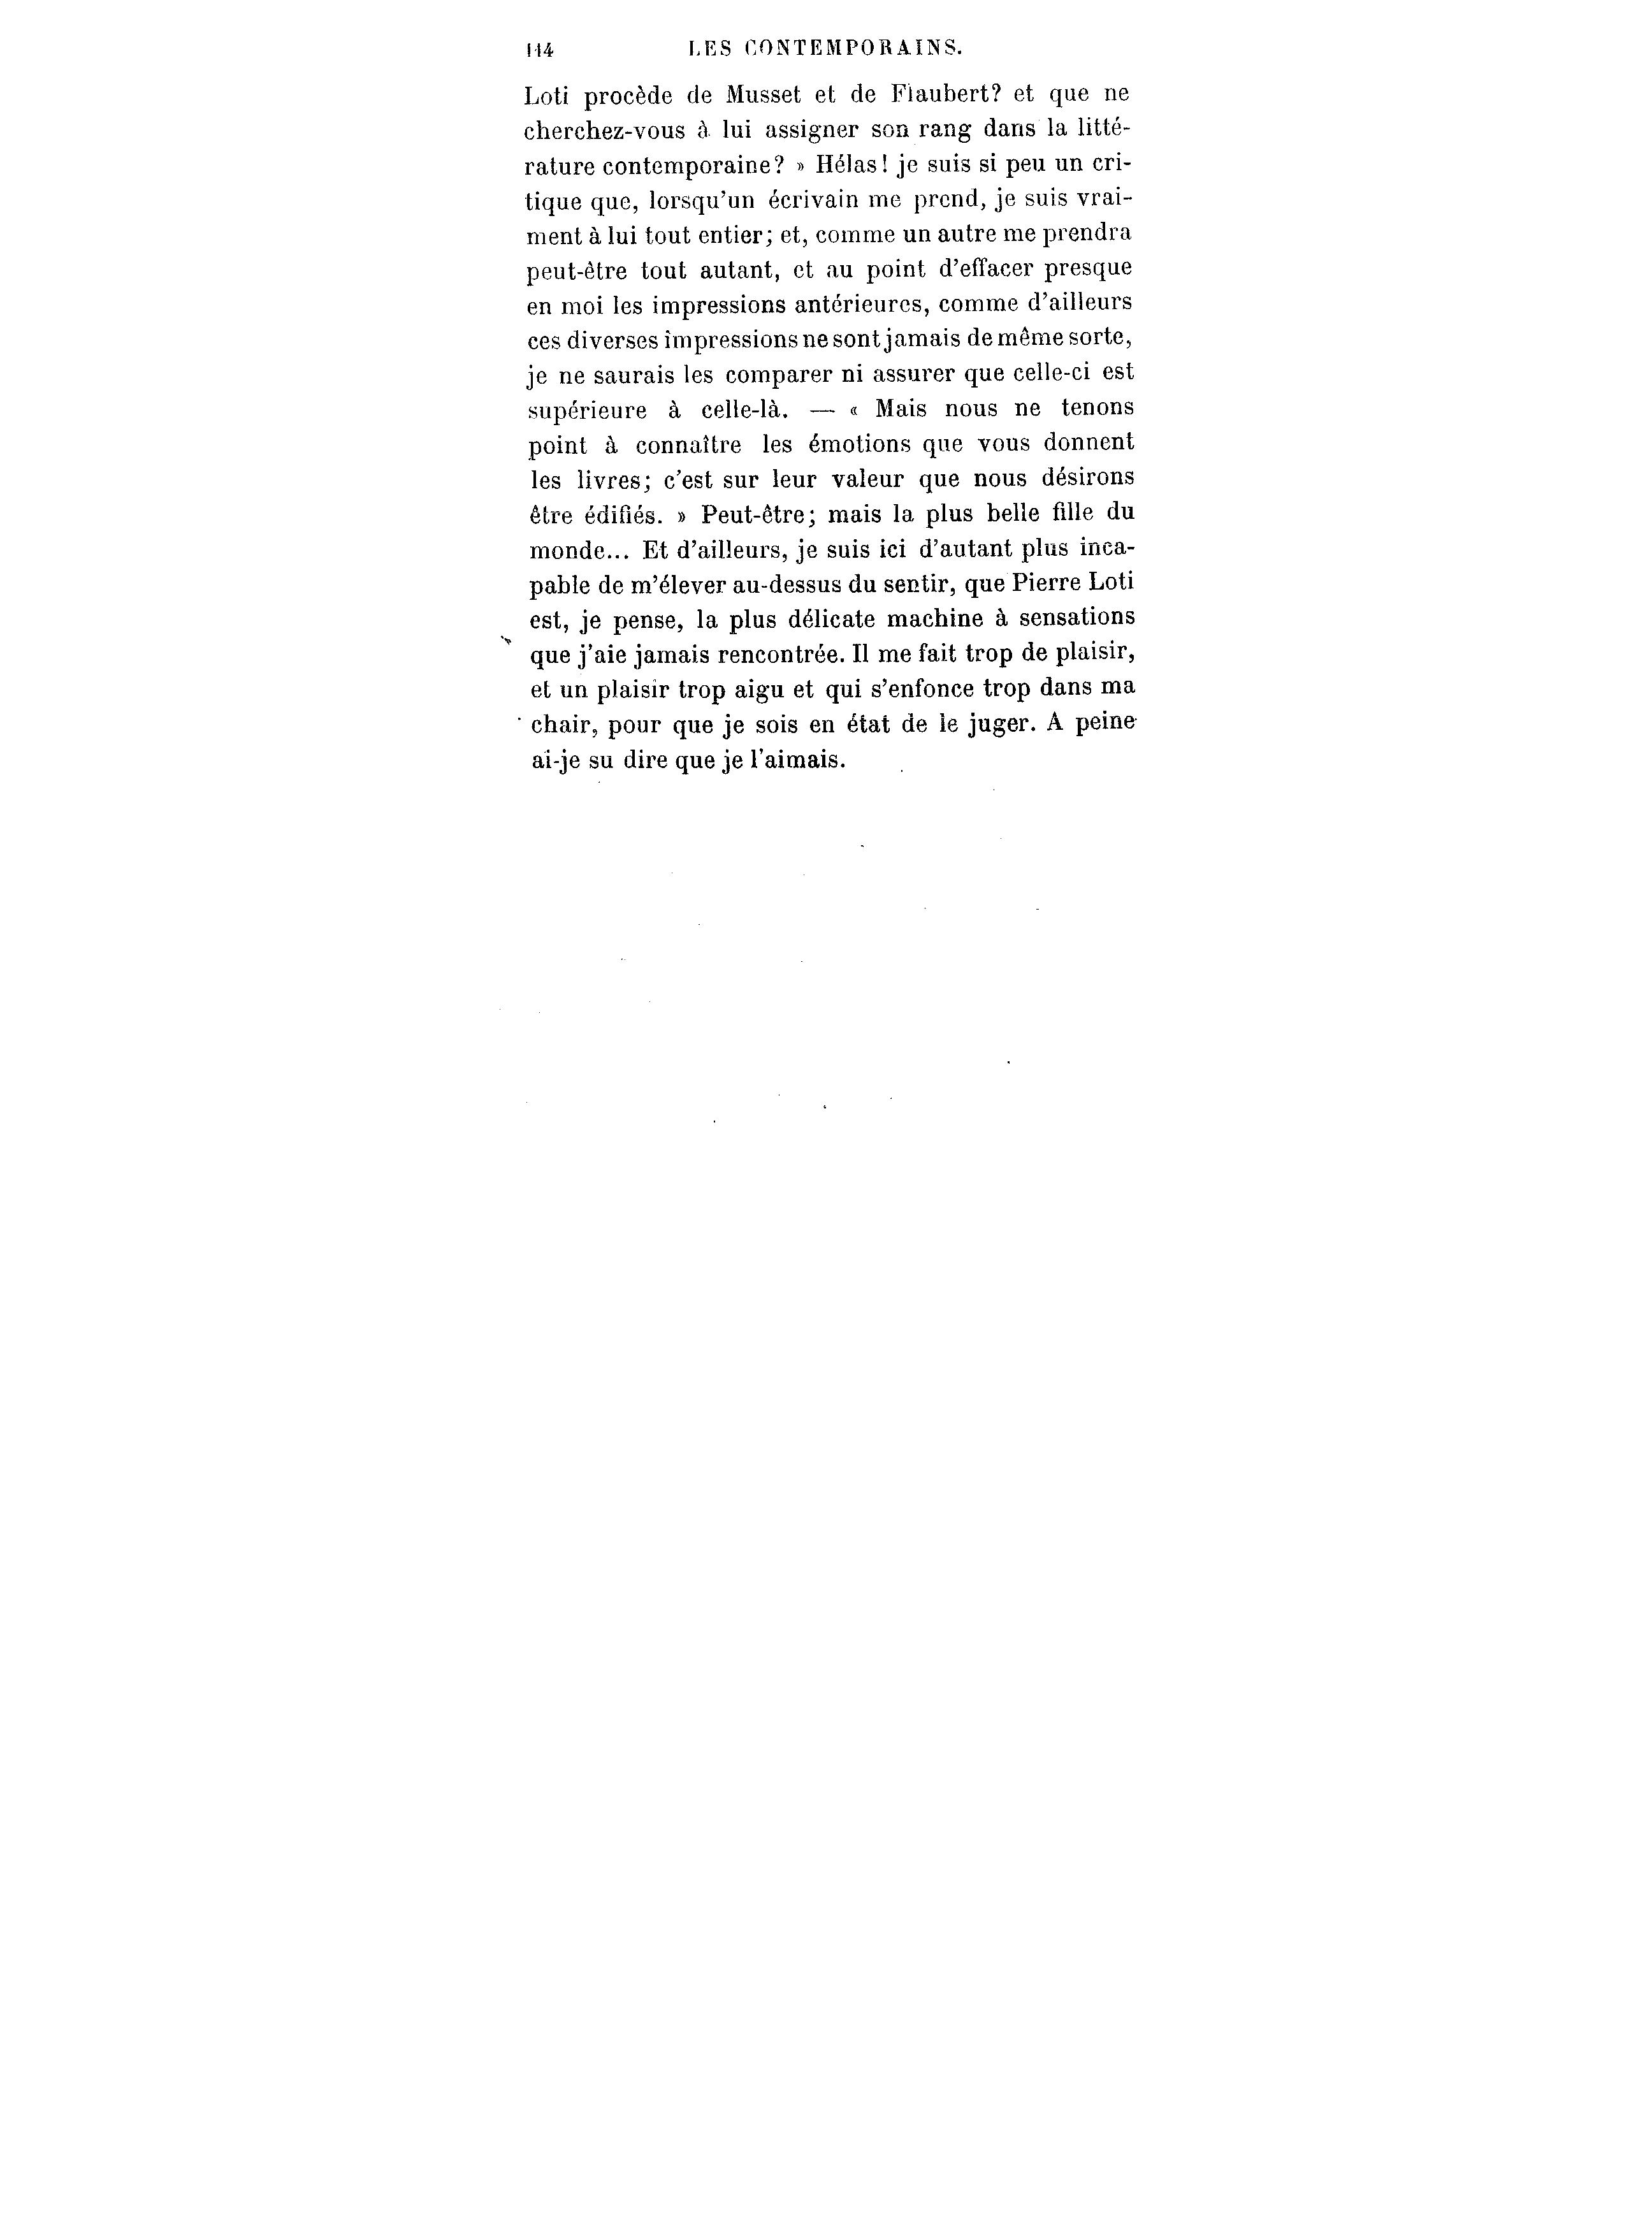 114 LES CONTEMPORAINS.
Loti procède de Musset et de Flaubert? et que ne
cherchez-vous à lui assigner son rang dans la litté-
rature contemporaine? » Hélas! je suis si peu un cri-
tique que, lorsqu'un écrivain me prend, je suis vrai-
ment à lui tout entier; et, comme un autre me prendra
peut-être tout autant, et au point d'effacer presque
en moi les impressions antérieures, comme d'ailleurs
ces diverses impressions ne sont jamais de même sorte,
je ne saurais les comparer ni assurer que celle-ci est
supérieure à celle-là. — « Mais nous ne tenons
point à connaître les émotions que vous donnent
les livres; c'est sur leur valeur que nous désirons
être édifiés. » Peut-être; mais la plus belle fille du
monde... Et d'ailleurs, je suis ici d'autant plus inca-
pable de m'élever au-dessus du sentir, que Pierre Loti
est, je pense, la plus délicate machine à sensations
que j'aie jamais rencontrée. Il me fait trop de plaisir,
et un plaisir trop aigu et qui s'enfonce trop dans ma
chair, pour que je sois en état de le juger. A peine
ai-je su dire que je l'aimais.